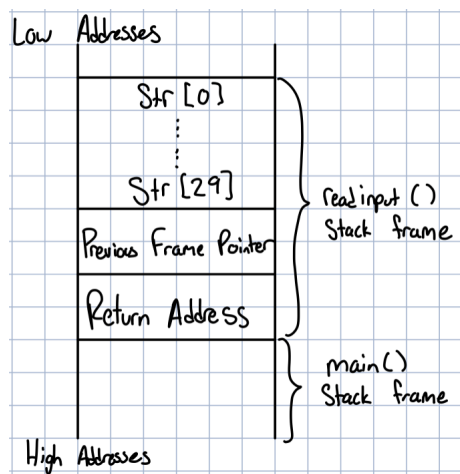 Low Addresses
Str [0]
Str [29]
readinput ()
Stack frame
Previous Frame Pointer
Return Address
main()
Stack frame
High Addresses